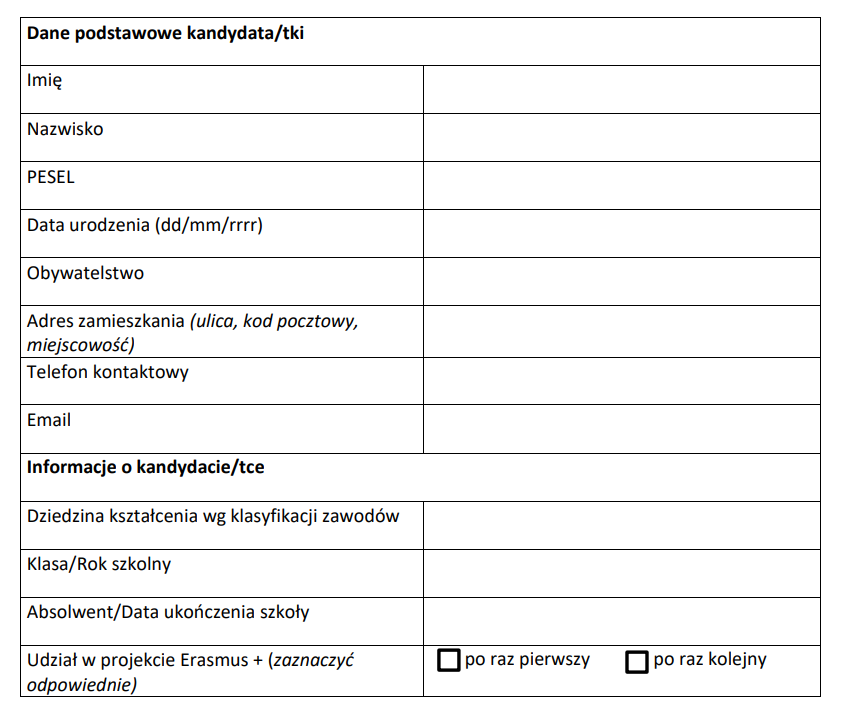 Dane podstawowe kandydata/tki
Imię
Nazwisko
PESEL
Data urodzenia (dd/mm/rrrr)
Obywatelstwo
Adres zamieszkania (ulica, kod pocztowy,
miejscowość)
Telefon kontaktowy
Email
Informacje o kandydacie/tce
Dziedzina kształcenia wg klasyfikacji zawodów
Klasa/Rok szkolny
Absolwent/Data ukończenia szkoły
Udział w projekcie Erasmus + (zaznaczyć
odpowiednie)
po raz pierwszy
po raz kolejny